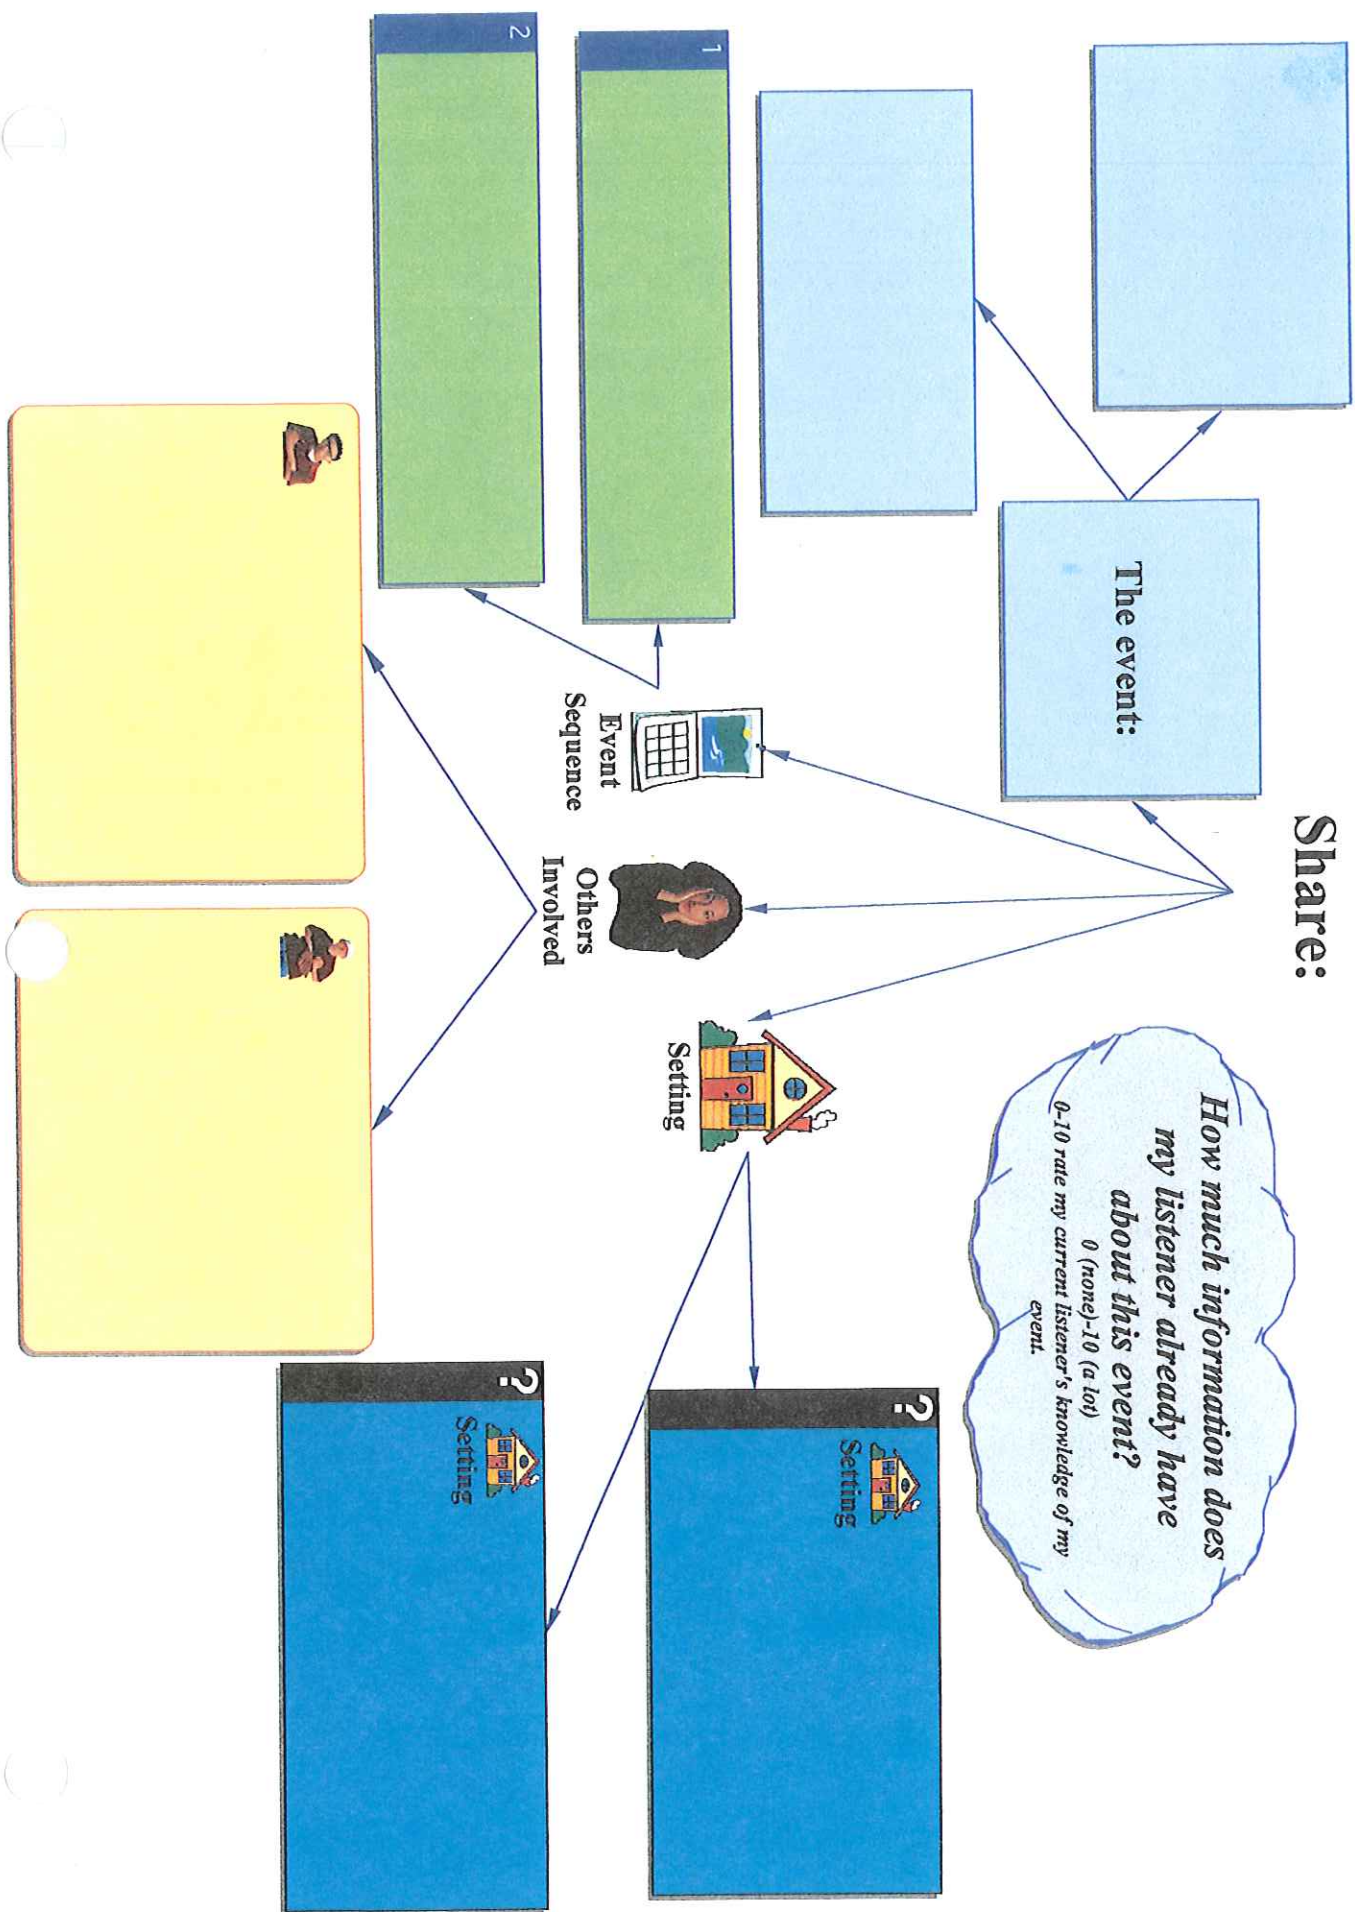 Share:
How much information does
my listener already have
about this event?
0 (none)-10 (a lot)
0-10 rate my current listener's knowledge of my
event.
The event:
1
2
Event
Sequence
Others
Involved
Setting
?
Setting
?
Setting